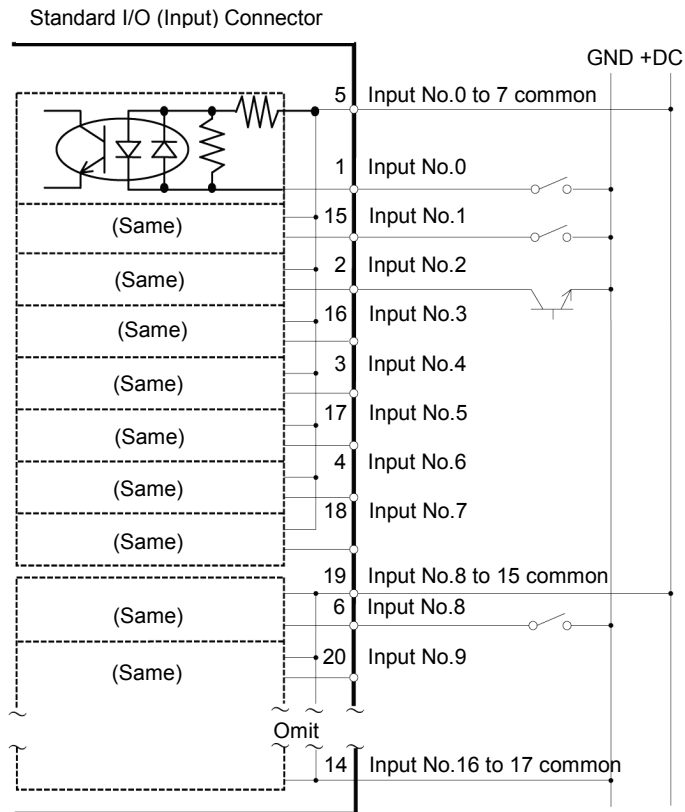 Standard I/O (Input) Connector
GND +DC
5 Input No.0 to 7 common
1 Input No.0
(Same) 15 Input No.1
(Same) 2 Input No.2
(Same) 16 Input No.3
(Same) 3 Input No.4
(Same) 17 Input No.5
(Same) 4 Input No.6
(Same) 18 Input No.7
19 Input No.8 to 15 common
(Same) 6 Input No.8
(Same) 20 Input No.9
Omit
14 Input No.16 to 17 common